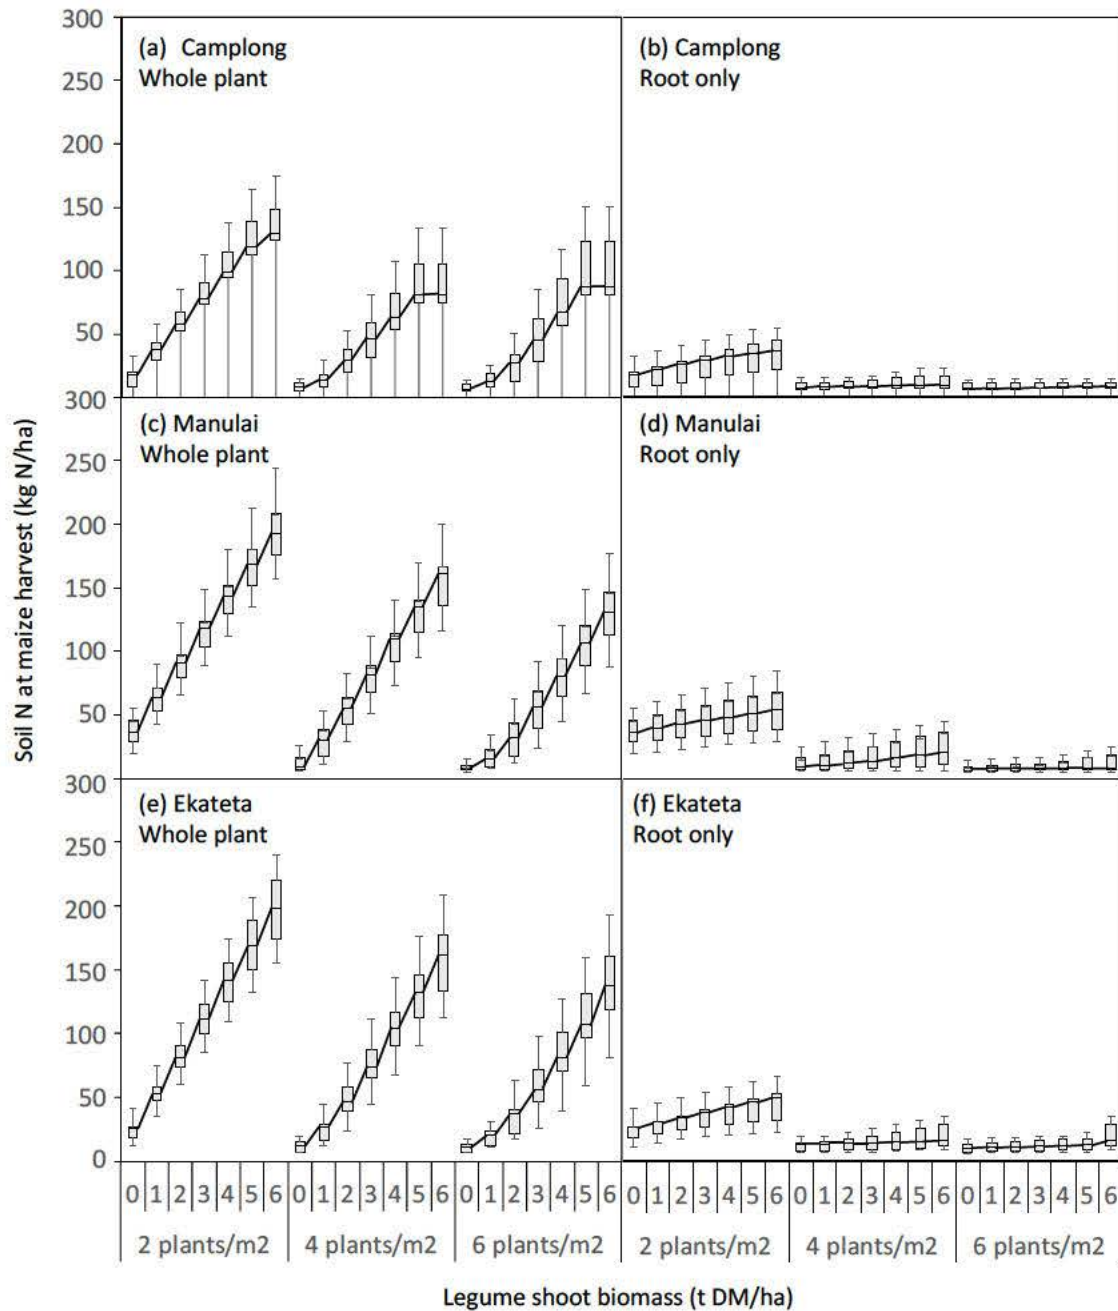 300
250
200
150
100
50
300
250
200
150
100
50
300
250
200
150
100
50
0
Soil N at maize harvest (kg N/ha)
(a) Camplong
Whole plant
(b) Camplong
Root only
(c) Manulai
Whole plant
(d) Manulai
Root only
(e) Ekateta
Whole plant
(f) Ekateta
Root only
0 1 2 3 4 5 6 0 1 2 3 4 5 6 0 1 2 3 4 5 6 0 1 2 3 4 5 6 0 1 2 3 4 5 6 0 1 2 3 4 5 6
2 plants/m2 4 plants/m2 6 plants/m2 2 plants/m2 4 plants/m2 6 plants/m2
Legume shoot biomass (t DM/ha)